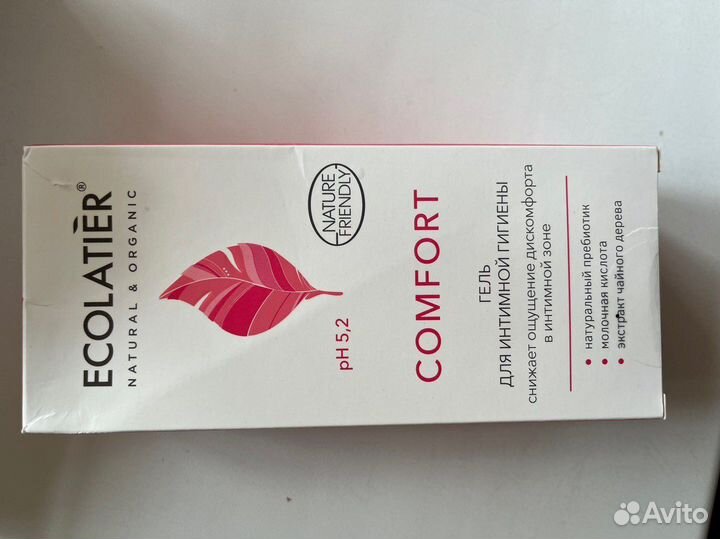 ECOLATIER®
NATURAL & ORGANIC
NATURE
FRIENDLY
pH 5,2
COMFORT
ГЕЛЬ
ДЛЯ ИНТИМНОЙ ГИГИЕНЫ
снижает ощущение дискомфорта
в интимной зоне
• натуральный пребиотик
• молочная кислота
• экстракт чайного дерева
Avito